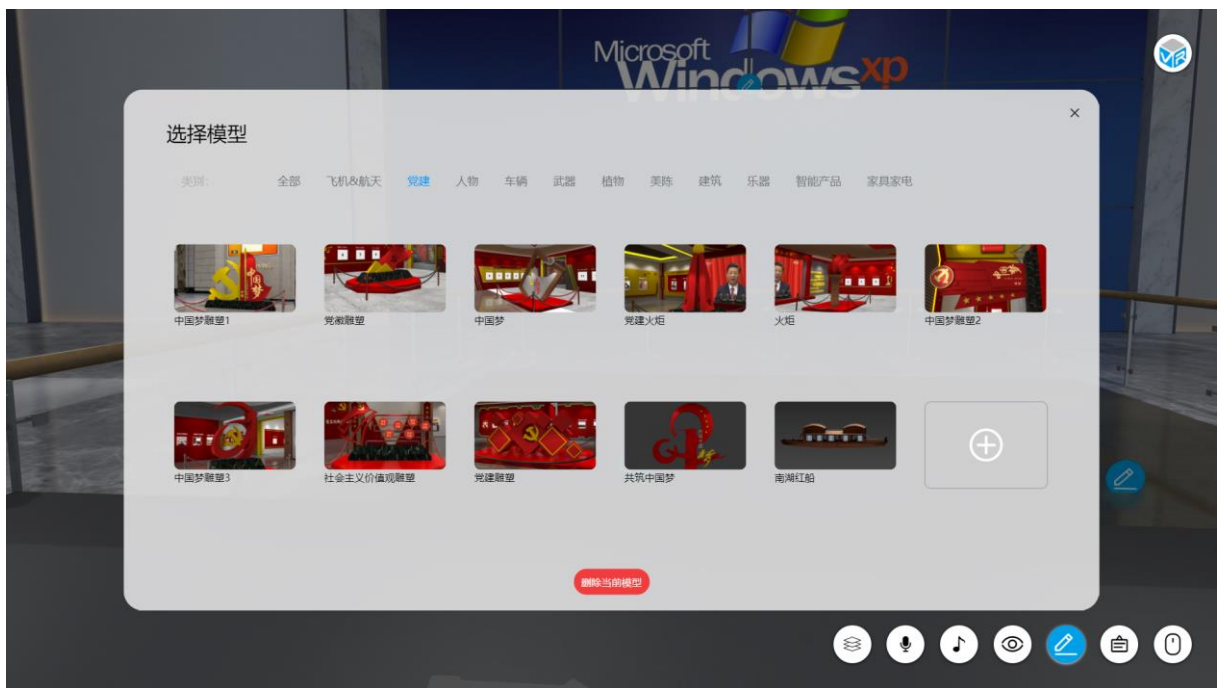 Microsoft
Windows xp
VR
选择模型
类别: 全部 飞机&航天 党建 人物 车辆 武器 植物 美陈 建筑 乐器 智能产品 家具家电
中国梦雕塑1 党徽雕塑 中国梦 党建火炬 火炬 中国梦雕塑2
中国梦雕塑3 社会主义价值观雕塑 党建雕塑 共筑中国梦 南湖红船
删除当前模型